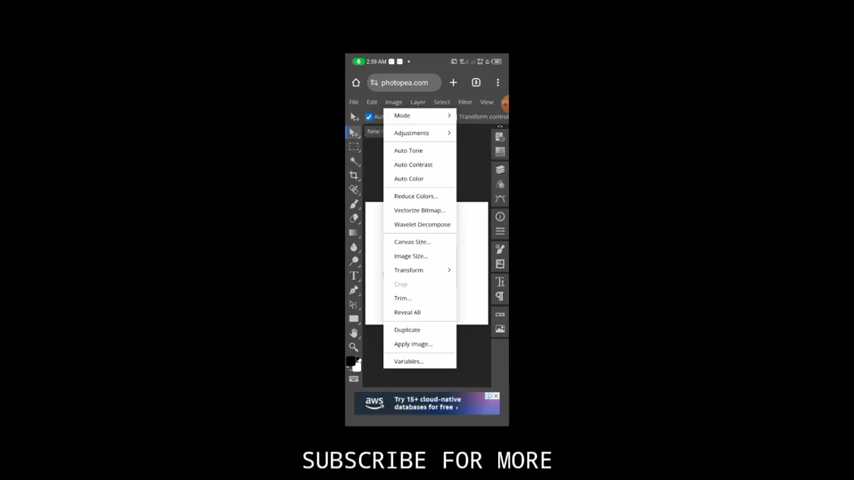 2:59 AM
photopea.com
File Edit Image Layer Select Filter View
Transform contro
New
Mode
Adjustments
Auto Tone
Auto Contrast
Auto Color
Reduce Colors...
Vectorize Bitmap...
Wavelet Decompose
Canvas Size...
Image Size...
Transform
Crop
Trim...
Reveal All
Duplicate
Apply Image...
Variables...
CSS
aws
Try 15+ cloud-native
databases for free ›
SUBSCRIBE FOR MORE